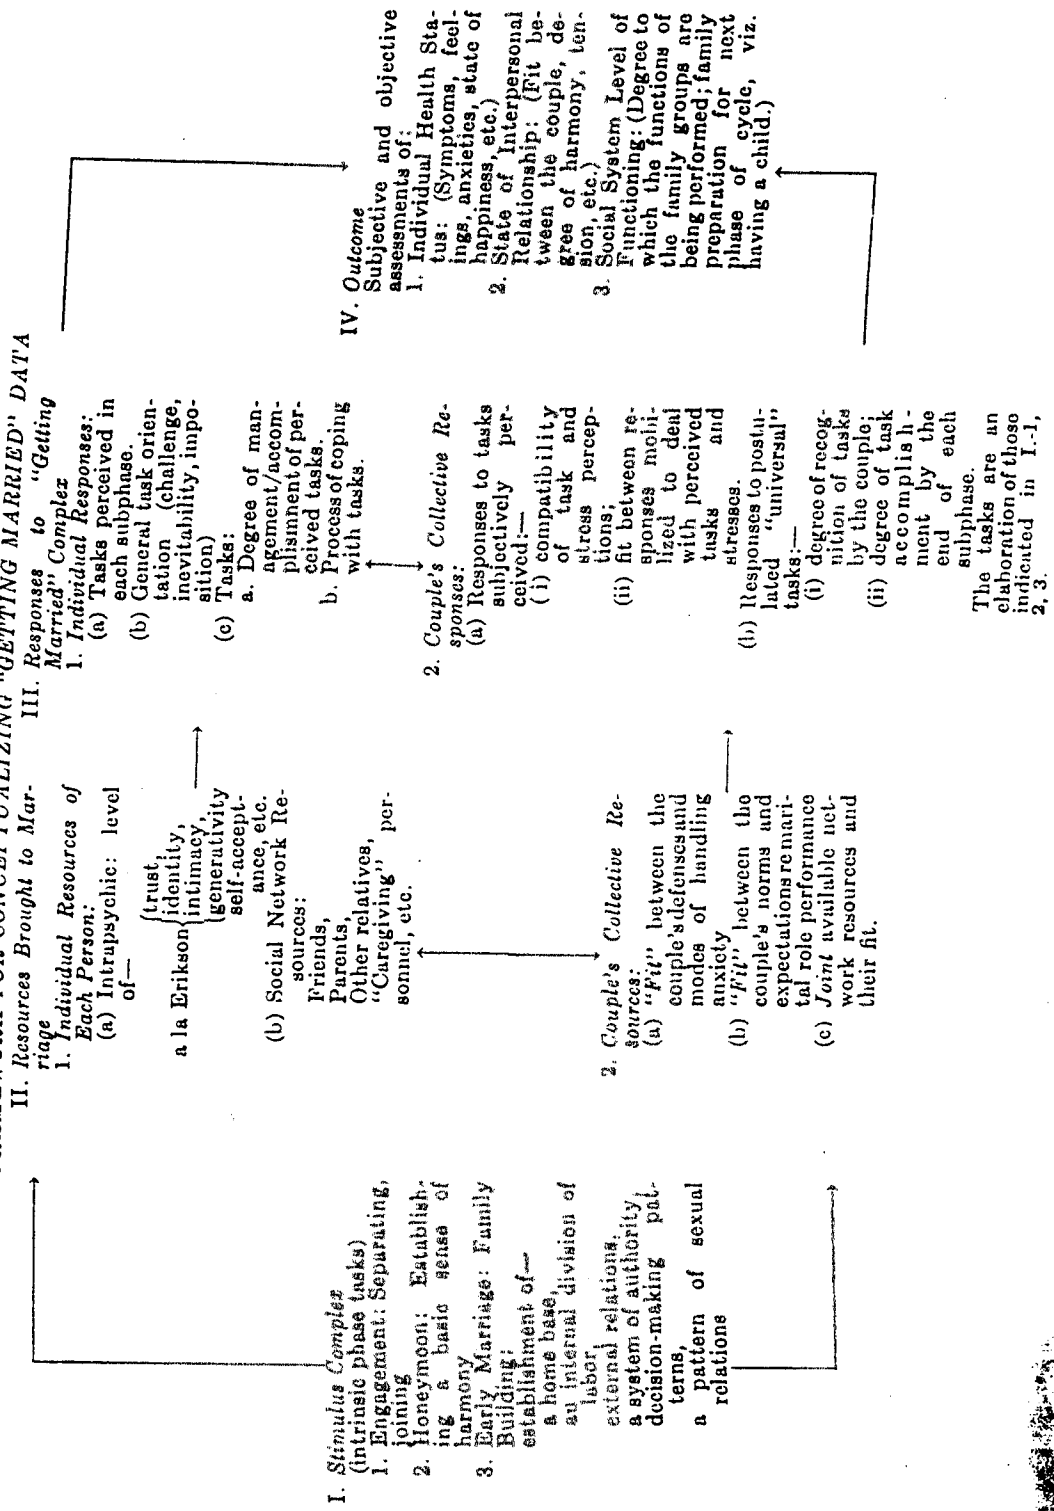 FRAMEWORK FOR CONCEPTUALIZING "GETTING MARRIED" DATA
I. Stimulus Complex
(intrinsic phase tasks)
1. Engagement: Separating,
joining
2. Honeymoon: Establish-
ing a basic sense of
harmony
3. Early Marriage: Family
Building:
establishment of—
a home base,
an internal division of
labor,
external relations,
a system of authority,
decision-making pat-
terns,
a pattern of sexual
relations
II. Resources Brought to Mar-
riage
1. Individual Resources of
Each Person:
(a) Intrapsychic: level
of—
a la Erikson
trust,
identity,
intimacy,
generativity
self-accept-
ance, etc.
(b) Social Network Re-
sources:
Friends,
Parents,
Other relatives,
"Caregiving" per-
sonnel, etc.
2. Couple's Collective Re-
sources:
(a) "Fit" between the
couple's defenses and
modes of handling
anxiety
(b) "Fit" between the
couple's norms and
expectations re mari-
tal role performance
(c) Joint available net-
work resources and
their fit.
III. Responses to "Getting
Married" Complex
1. Individual Responses:
(a) Tasks perceived in
each subphase.
(b) General task orien-
tation (challenge,
inevitability, impo-
sition)
(c) Tasks:
a. Degree of man-
agement/accom-
plismhent of per-
ceived tasks.
b. Process of coping
with tasks.
2. Couple's Collective Re-
sponses:
(a) Responses to tasks
subjectively per-
ceived:—
(i) compatibility
of task and
stress percep-
tions;
(ii) fit between re-
sponses mobi-
lized to deal
with perceived
tasks and
stresses.
(b) Responses to postu-
lated "universal"
tasks:—
(i) degree of recog-
nition of tasks
by the couple;
(ii) degree of task
accomplish-
ment by the
end of each
subphase.
The tasks are an
elaboration of those
indicated in I.-1,
2, 3.
IV. Outcome
Subjective and objective
assessments of:
1. Individual Health Sta-
tus: (Symptoms, feel-
ings, anxieties, state of
happiness, etc.)
2. State of Interpersonal
Relationship: (Fit be-
tween the couple, de-
gree of harmony, ten-
sion, etc.)
3. Social System Level of
Functioning: (Degree to
which the functions of
the family groups are
being performed; family
preparation for next
phase of cycle, viz.
having a child.)